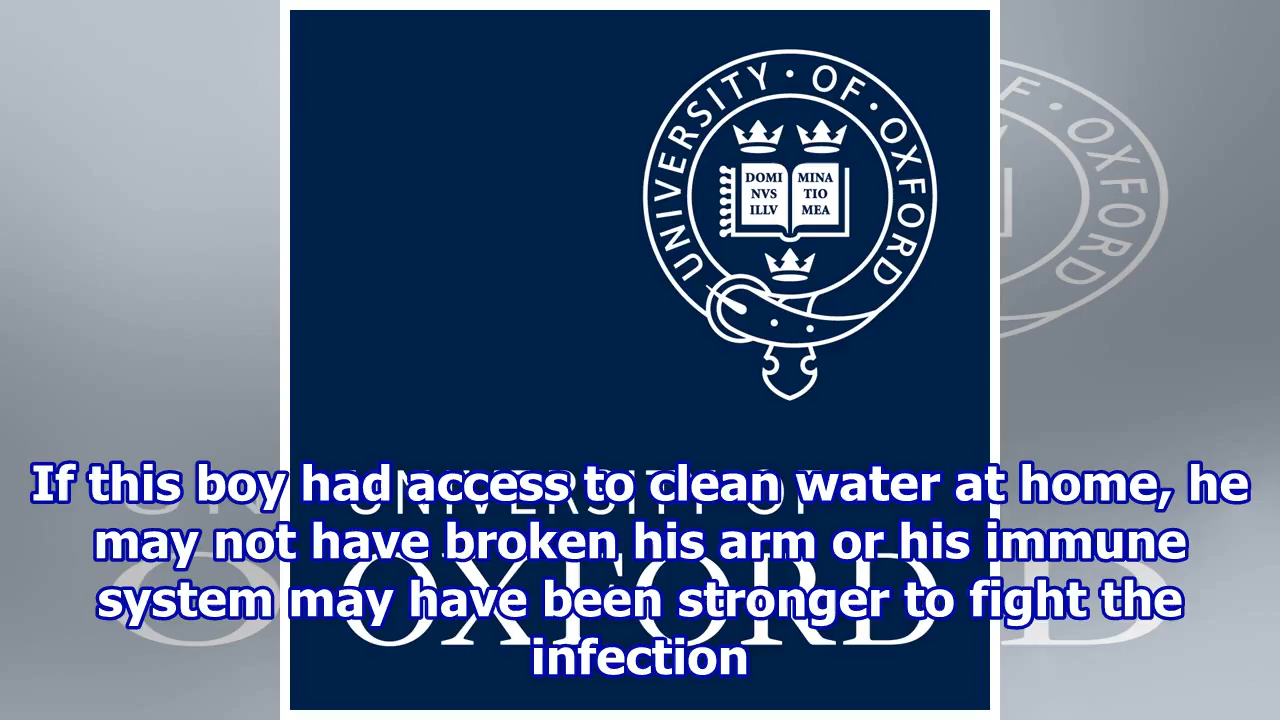 UNIVERSITY · OF · OXFORD
DOMI MINA
NVS TIO
ILLV MEA
UNIVERSITY OF
OXFORD
If this boy had access to clean water at home, he
may not have broken his arm or his immune
system may have been stronger to fight the
infection